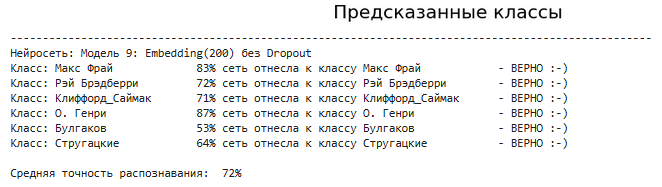 Предсказанные классы
----------------------------------------------------------------------------------------------------
Нейросеть: Модель 9: Embedding(200) без Dropout
Класс: Макс Фрай 83% сеть отнесла к классу Макс Фрай - ВЕРНО :-)
Класс: Рэй Брэдберри 72% сеть отнесла к классу Рэй Брэдберри - ВЕРНО :-)
Класс: Клиффорд_Саймак 71% сеть отнесла к классу Клиффорд_Саймак - ВЕРНО :-)
Класс: О. Генри 87% сеть отнесла к классу О. Генри - ВЕРНО :-)
Класс: Булгаков 53% сеть отнесла к классу Булгаков - ВЕРНО :-)
Класс: Стругацкие 64% сеть отнесла к классу Стругацкие - ВЕРНО :-)
Средняя точность распознавания: 72%